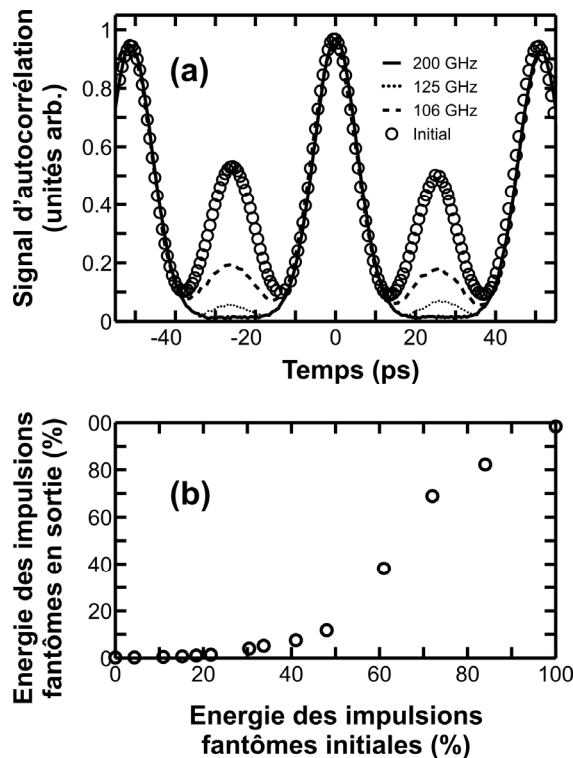 1
0.8
0.6
0.4
0.2
0
Signal d'autocorrélation
(unités arb.)
(a)
200 GHz
125 GHz
106 GHz
Initial
-40 -20 0 20 40
Temps (ps)
00
80
60
40
20
00
Energie des impulsions
fantômes en sortie (%)
(b)
20 40 60 80 100
Energie des impulsions
fantômes initiales (%)